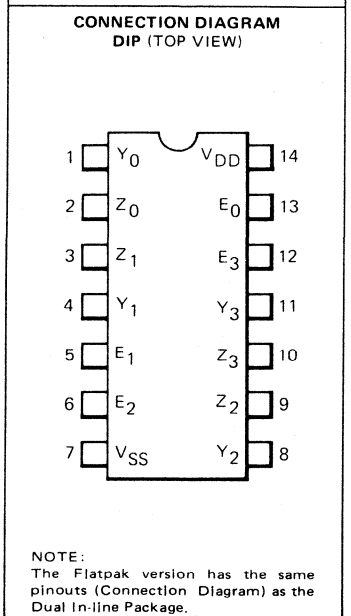 CONNECTION DIAGRAM
DIP (TOP VIEW)
1 Y0 VDD 14
2 Z0 E0 13
3 Z1 E3 12
4 Y1 Y3 11
5 E1 Z3 10
6 E2 Z2 9
7 VSS Y2 8
NOTE:
The Flatpak version has the same
pinouts (Connection Diagram) as the
Dual In-line Package.